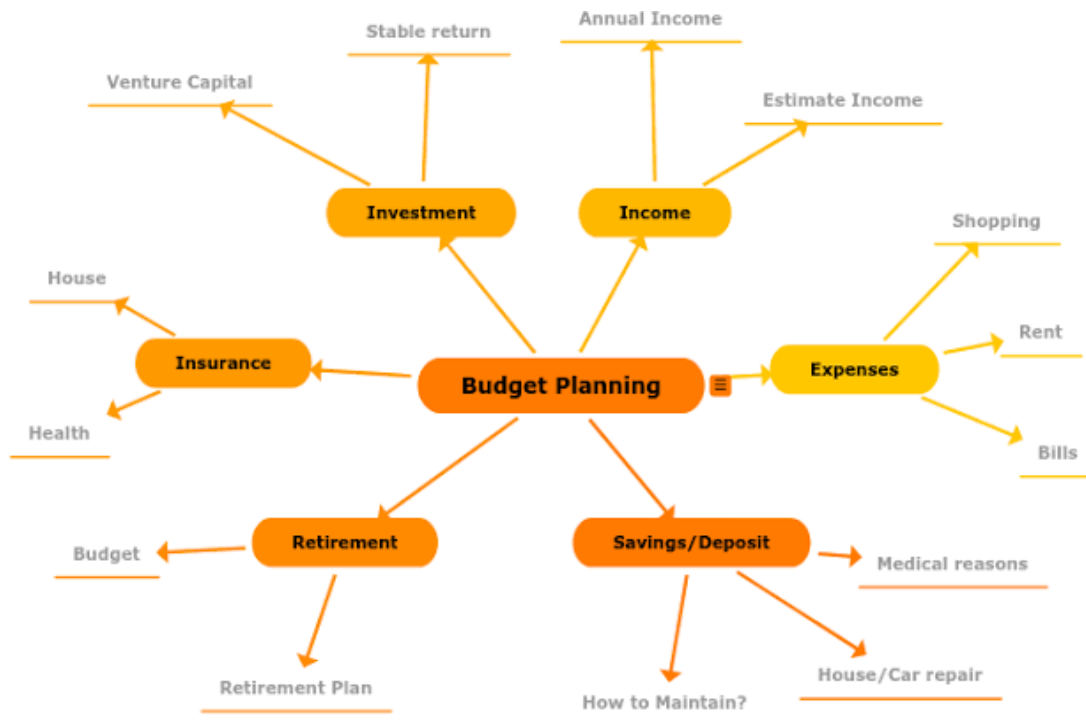 Annual Income
Stable return
Venture Capital
Estimate Income
Investment
Income
Shopping
House
Rent
Insurance
Budget Planning
Expenses
Health
Bills
Retirement
Savings/Deposit
Budget
Medical reasons
Retirement Plan
House/Car repair
How to Maintain?